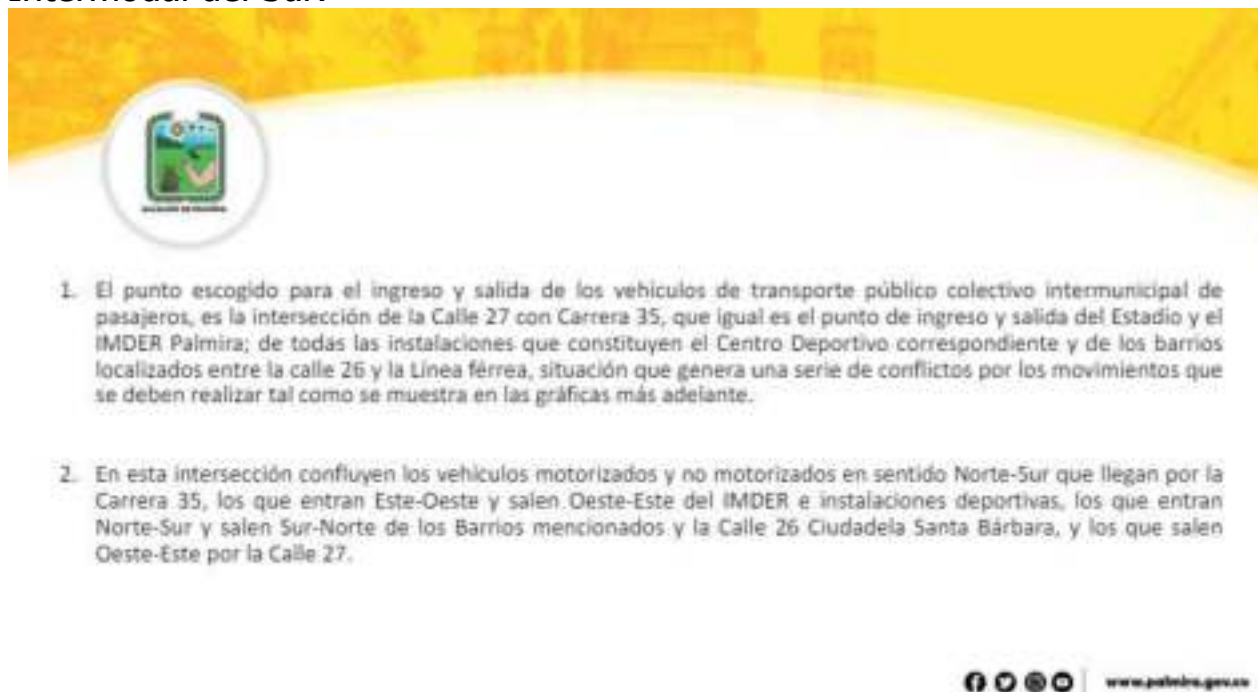 1. El punto escogido para el ingreso y salida de los vehículos de transporte público colectivo intermunicipal de
pasajeros, es la intersección de la Calle 27 con Carrera 35, que igual es el punto de ingreso y salida del Estadio y el
IMDER Palmira; de todas las instalaciones que constituyen el Centro Deportivo correspondiente y de los barrios
localizados entre la calle 26 y la Línea férrea, situación que genera una serie de conflictos por los movimientos que
se deben realizar tal como se muestra en las gráficas más adelante.
2. En esta intersección confluyen los vehículos motorizados y no motorizados en sentido Norte-Sur que llegan por la
Carrera 35, los que entran Este-Oeste y salen Oeste-Este del IMDER e instalaciones deportivas, los que entran
Norte-Sur y salen Sur-Norte de los Barrios mencionados y la Calle 26 Ciudadela Santa Bárbara, y los que salen
Oeste-Este por la Calle 27.
www.palmira.gov.co